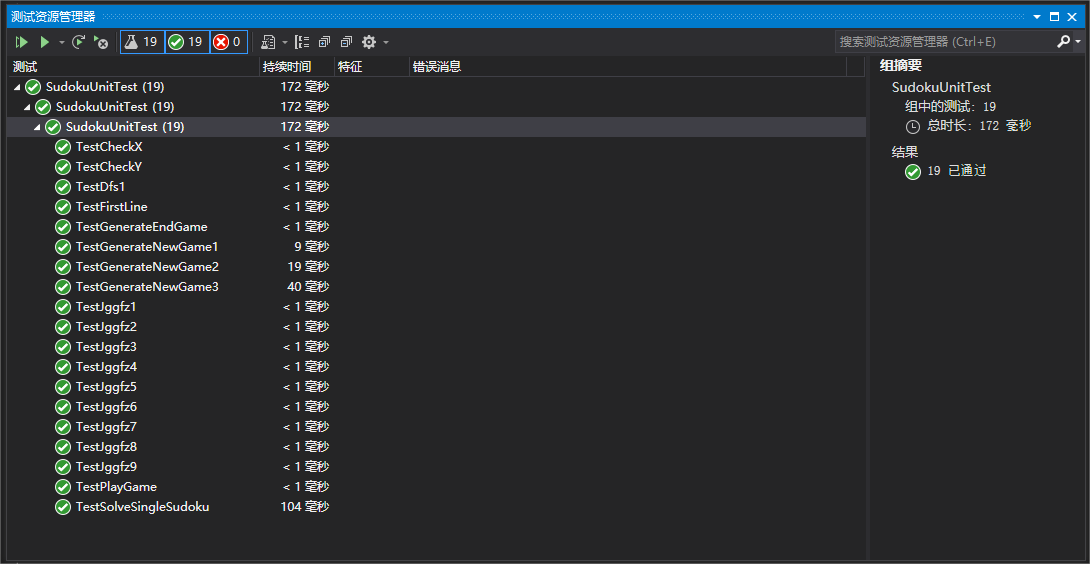 测试资源管理器
19 19 0 搜索测试资源管理器 (Ctrl+E)
测试 持续时间 特征 错误消息
SudokuUnitTest (19) 172 毫秒
SudokuUnitTest (19) 172 毫秒
SudokuUnitTest (19) 172 毫秒
TestCheckX < 1 毫秒
TestCheckY < 1 毫秒
TestDfs1 < 1 毫秒
TestFirstLine < 1 毫秒
TestGenerateEndGame < 1 毫秒
TestGenerateNewGame1 9 毫秒
TestGenerateNewGame2 19 毫秒
TestGenerateNewGame3 40 毫秒
TestJggfz1 < 1 毫秒
TestJggfz2 < 1 毫秒
TestJggfz3 < 1 毫秒
TestJggfz4 < 1 毫秒
TestJggfz5 < 1 毫秒
TestJggfz6 < 1 毫秒
TestJggfz7 < 1 毫秒
TestJggfz8 < 1 毫秒
TestJggfz9 < 1 毫秒
TestPlayGame < 1 毫秒
TestSolveSingleSudoku 104 毫秒
组摘要
SudokuUnitTest
组中的测试: 19
总时长: 172 毫秒
结果
19 已通过